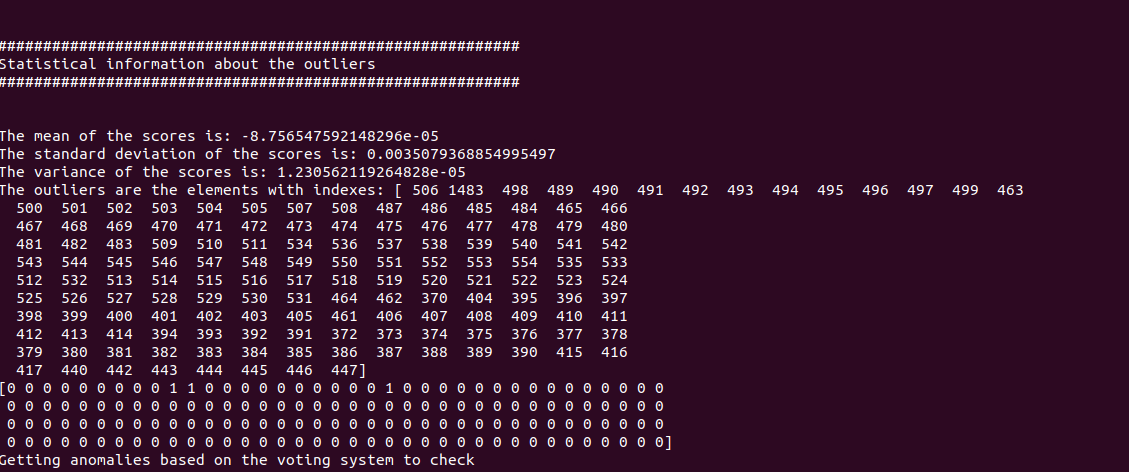 ##########################################################
Statistical information about the outliers
##########################################################
The mean of the scores is: -8.756547592148296e-05
The standard deviation of the scores is: 0.0035079368854995497
The variance of the scores is: 1.230562119264828e-05
The outliers are the elements with indexes: [ 506 1483  498  489  490  491  492  493  494  495  496  497  499  463
  500  501  502  503  504  505  507  508  487  486  485  484  465  466
  467  468  469  470  471  472  473  474  475  476  477  478  479  480
  481  482  483  509  510  511  534  536  537  538  539  540  541  542
  543  544  545  546  547  548  549  550  551  552  553  554  535  533
  512  532  513  514  515  516  517  518  519  520  521  522  523  524
  525  526  527  528  529  530  531  464  462  370  404  395  396  397
  398  399  400  401  402  403  405  461  406  407  408  409  410  411
  412  413  414  394  393  392  391  372  373  374  375  376  377  378
  379  380  381  382  383  384  385  386  387  388  389  390  415  416
  417  440  442  443  444  445  446  447]
[0 0 0 0 0 0 0 0 0 1 1 0 0 0 0 0 0 0 0 0 0 1 0 0 0 0 0 0 0 0 0 0 0 0 0 0 0
 0 0 0 0 0 0 0 0 0 0 0 0 0 0 0 0 0 0 0 0 0 0 0 0 0 0 0 0 0 0 0 0 0 0 0 0 0
 0 0 0 0 0 0 0 0 0 0 0 0 0 0 0 0 0 0 0 0 0 0 0 0 0 0 0 0 0 0 0 0 0 0 0 0 0
 0 0 0 0 0 0 0 0 0 0 0 0 0 0 0 0 0 0 0 0 0 0 0 0 0 0 0 0 0 0 0 0 0 0 0 0 0]
Getting anomalies based on the voting system to check